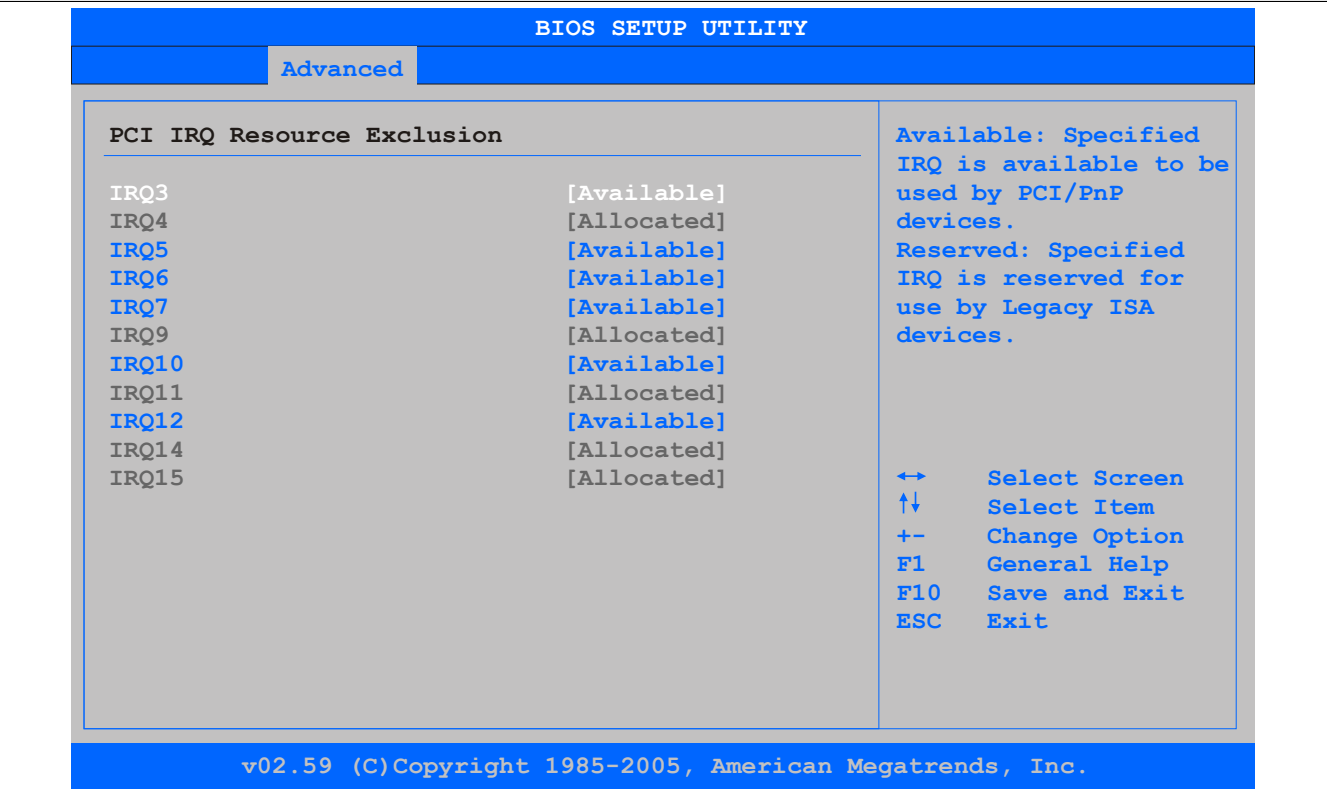 BIOS SETUP UTILITY
Advanced
PCI IRQ Resource Exclusion
IRQ3 [Available]
IRQ4 [Allocated]
IRQ5 [Available]
IRQ6 [Available]
IRQ7 [Available]
IRQ9 [Allocated]
IRQ10 [Available]
IRQ11 [Allocated]
IRQ12 [Available]
IRQ14 [Allocated]
IRQ15 [Allocated]
Available: Specified
IRQ is available to be
used by PCI/PnP
devices.
Reserved: Specified
IRQ is reserved for
use by Legacy ISA
devices.
↔ Select Screen
↑↓ Select Item
+- Change Option
F1 General Help
F10 Save and Exit
ESC Exit
v02.59 (C)Copyright 1985-2005, American Megatrends, Inc.